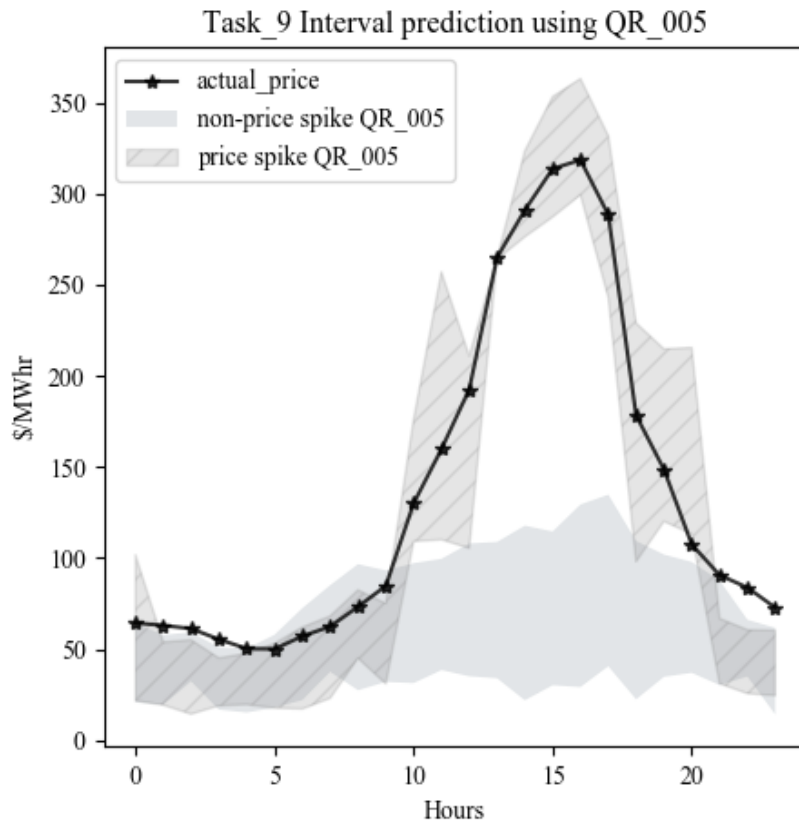 Task_9 Interval prediction using QR_005
actual_price
non-price spike QR_005
price spike QR_005
350
300
250
200
150
100
50
0
$/MWhr
0 5 10 15 20
Hours